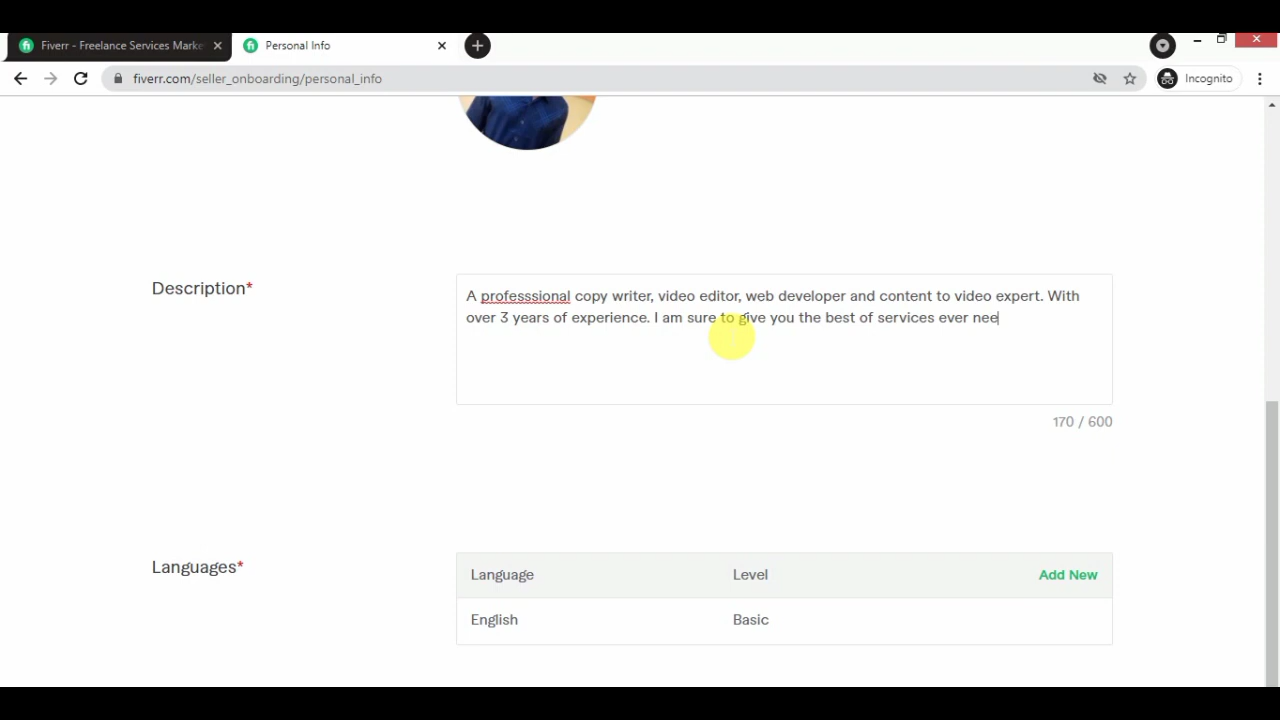 Fiverr - Freelance Services Marke
Personal Info
fiverr.com/seller_onboarding/personal_info
Incognito
Description*
A professsional copy writer, video editor, web developer and content to video expert. With
over 3 years of experience. I am sure to give you the best of services ever nee
170 / 600
Languages*
Language Level Add New
English Basic